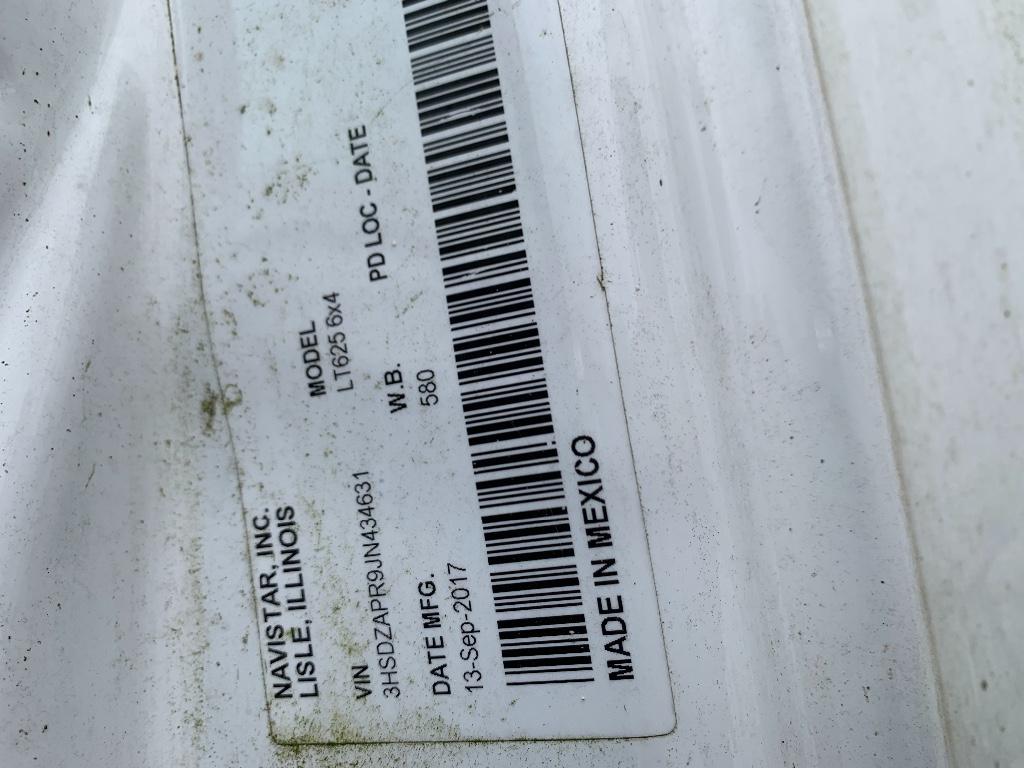 NAVISTAR, INC.
LISLE, ILLINOIS
MODEL
LT625 6x4
VIN
3HSDZAPR9JN434631
W.B.
580
PD LOC - DATE
DATE MFG.
13-Sep-2017
MADE IN MEXICO